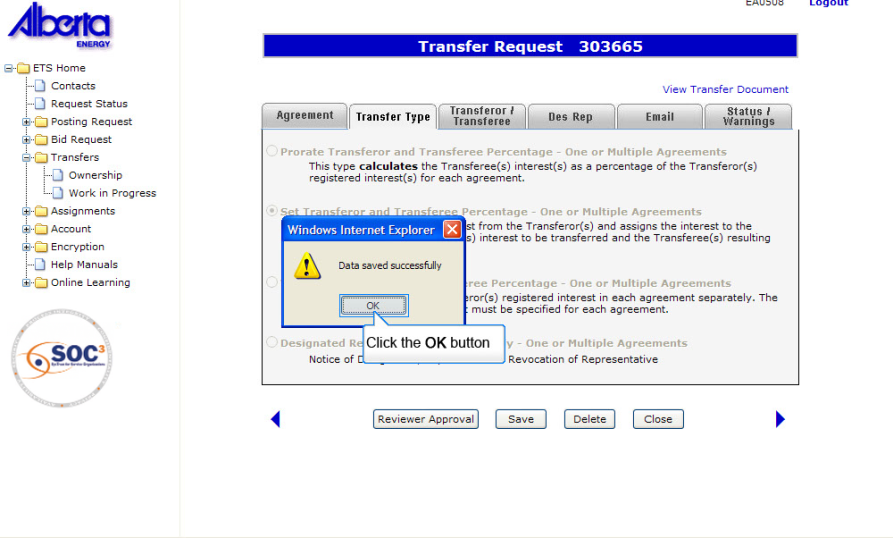 EA0508 Logout
Alberta
ENERGY
Transfer Request 303665
ETS Home
Contacts
Request Status
Posting Request
Bid Request
Transfers
Ownership
Work in Progress
Assignments
Account
Encryption
Help Manuals
Online Learning
SOC³
View Transfer Document
Agreement
Transfer Type
Transferor /
Transferee
Des Rep
Email
Status /
Warnings
Prorate Transferor and Transferee Percentage - One or Multiple Agreements
This type calculates the Transferee(s) interest(s) as a percentage of the Transferor(s)
registered interest(s) for each agreement.
Set Transferor and Transferee Percentage - One or Multiple Agreements
st from the Transferor(s) and assigns the interest to the
s) interest to be transferred and the Transferee(s) resulting
eree Percentage - One or Multiple Agreements
eror(s) registered interest in each agreement separately. The
t must be specified for each agreement.
Designated Re y - One or Multiple Agreements
Notice of D Revocation of Representative
Windows Internet Explorer
Data saved successfully
OK
Click the OK button
Reviewer Approval
Save
Delete
Close